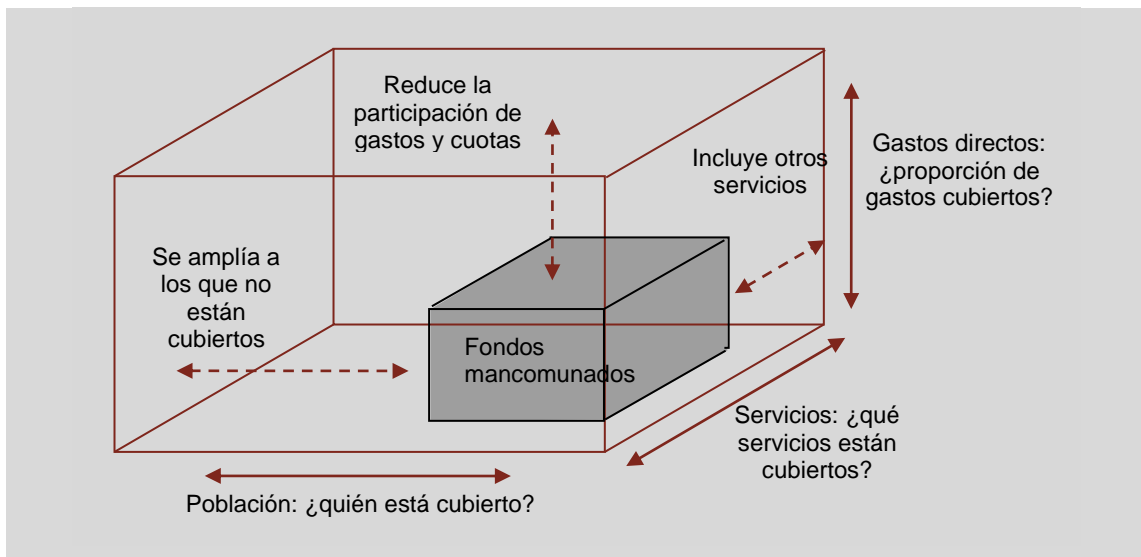 Reduce la
participación de
gastos y cuotas
Incluye otros
servicios
Gastos directos:
¿proporción de
gastos cubiertos?
Se amplía a
los que no
están
cubiertos
Fondos
mancomunados
Servicios: ¿qué
servicios están
cubiertos?
Población: ¿quién está cubierto?